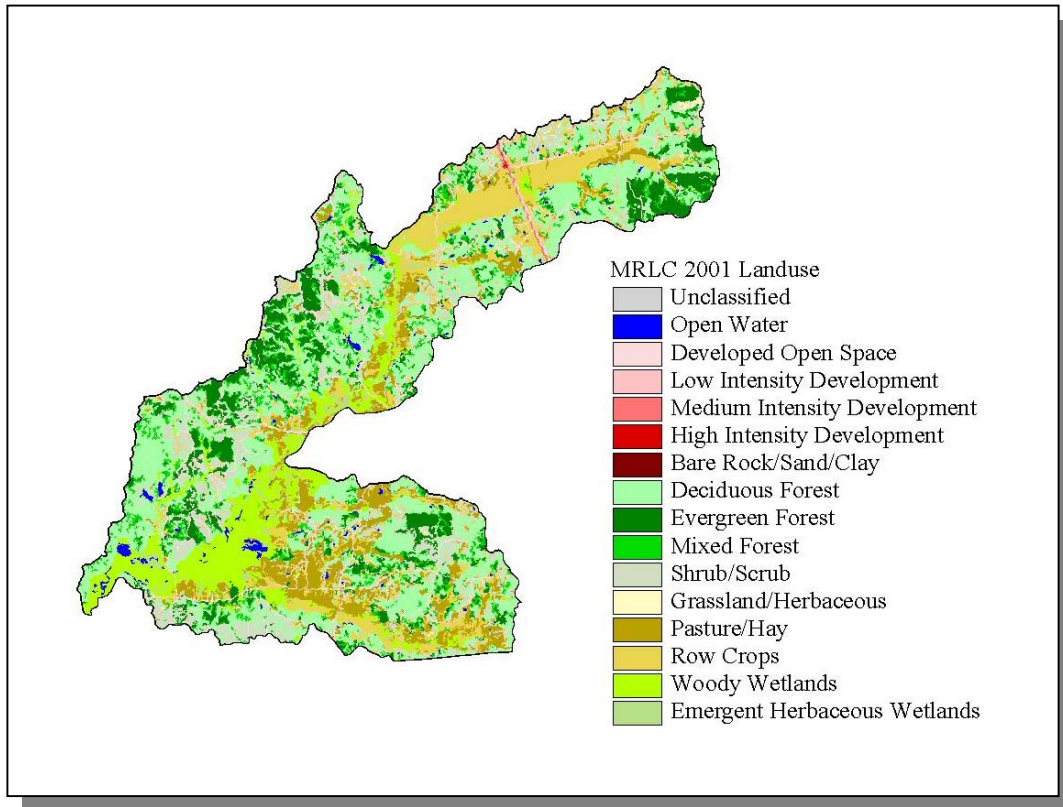 MRLC 2001 Landuse
Unclassified
Open Water
Developed Open Space
Low Intensity Development
Medium Intensity Development
High Intensity Development
Bare Rock/Sand/Clay
Deciduous Forest
Evergreen Forest
Mixed Forest
Shrub/Scrub
Grassland/Herbaceous
Pasture/Hay
Row Crops
Woody Wetlands
Emergent Herbaceous Wetlands